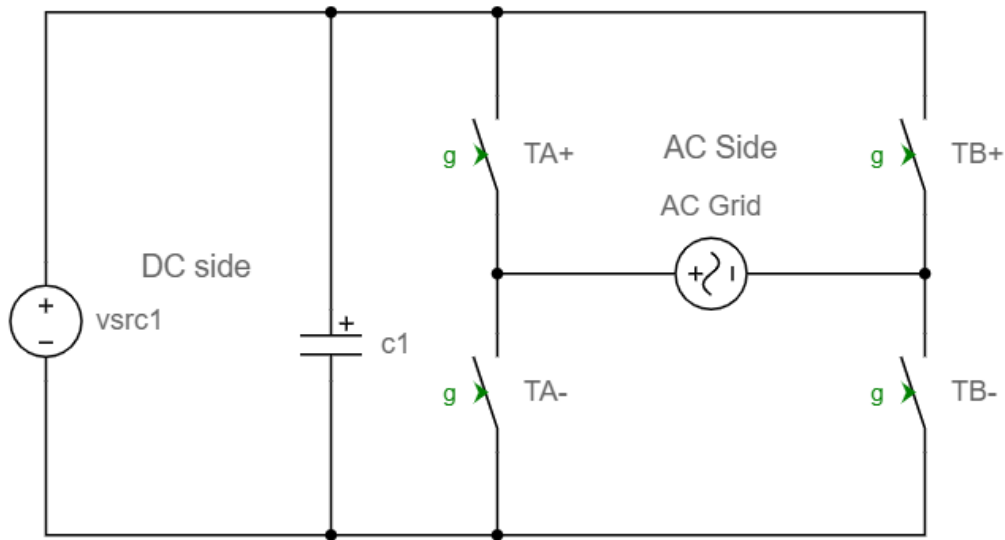 g TA+ AC Side g TB+
AC Grid
DC side
+ + −
+ vsrc1
−
+ c1
g TA- g TB-